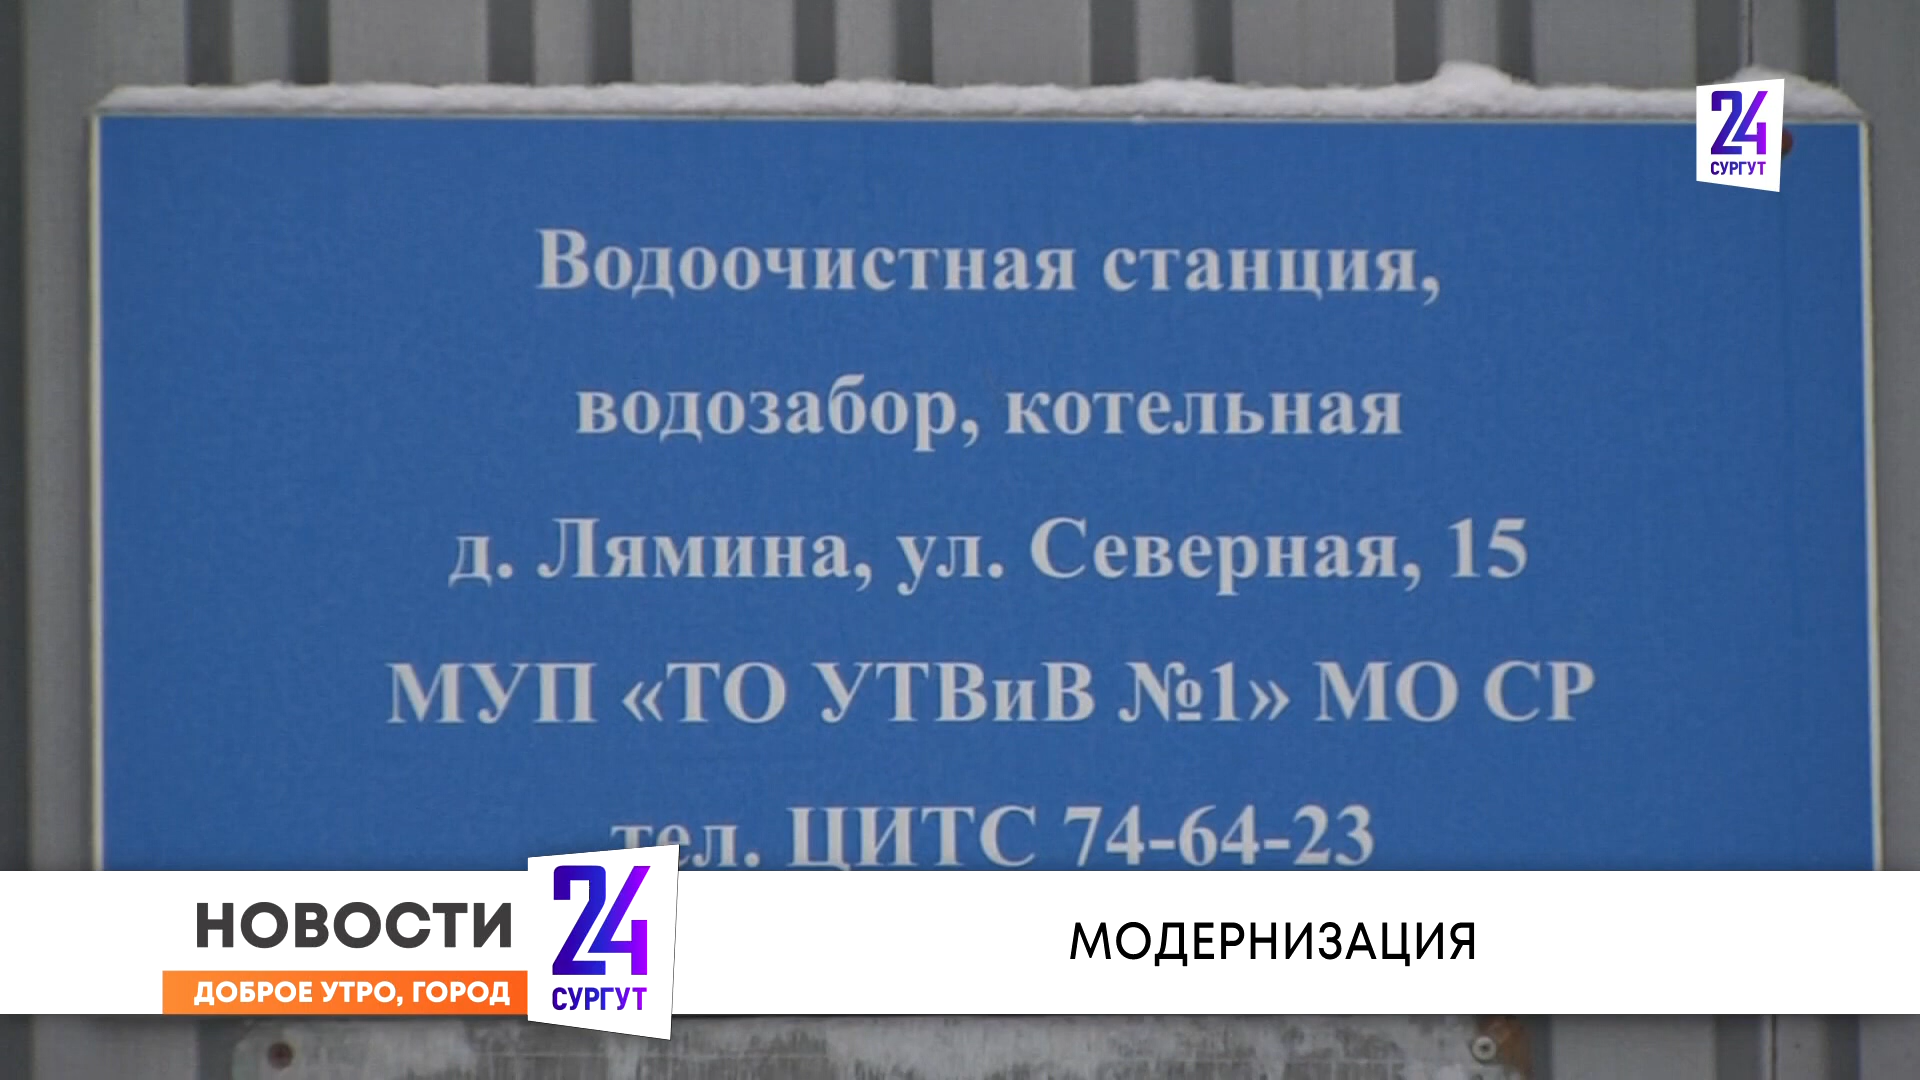 24
СУРГУТ
Водоочистная станция,
водозабор, котельная
д. Лямина, ул. Северная, 15
МУП «ТО УТВиВ №1» МО СР
тел. ЦИТС 74-64-23
НОВОСТИ
ДОБРОЕ УТРО, ГОРОД
24
СУРГУТ
МОДЕРНИЗАЦИЯ